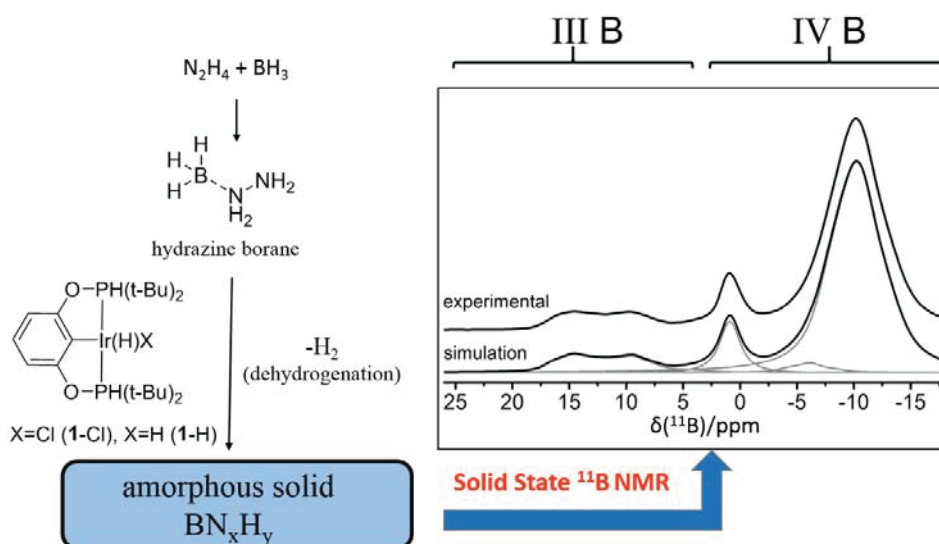 III B
IV B
N₂H₄ + BH₃
H
H
B
H
N
NH₂
H₂
hydrazine borane
O
PH(t-Bu)₂
Ir(H)X
O
PH(t-Bu)₂
X=Cl (1-Cl), X=H (1-H)
-H₂
(dehydrogenation)
amorphous solid
BNₓHᵧ
experimental
simulation
25 20 15 10 5 0 -5 -10 -15
δ(¹¹B)/ppm
Solid State ¹¹B NMR